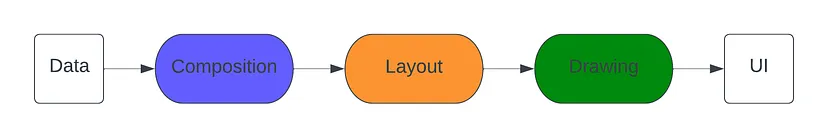 Data
Composition
Layout
Drawing
UI